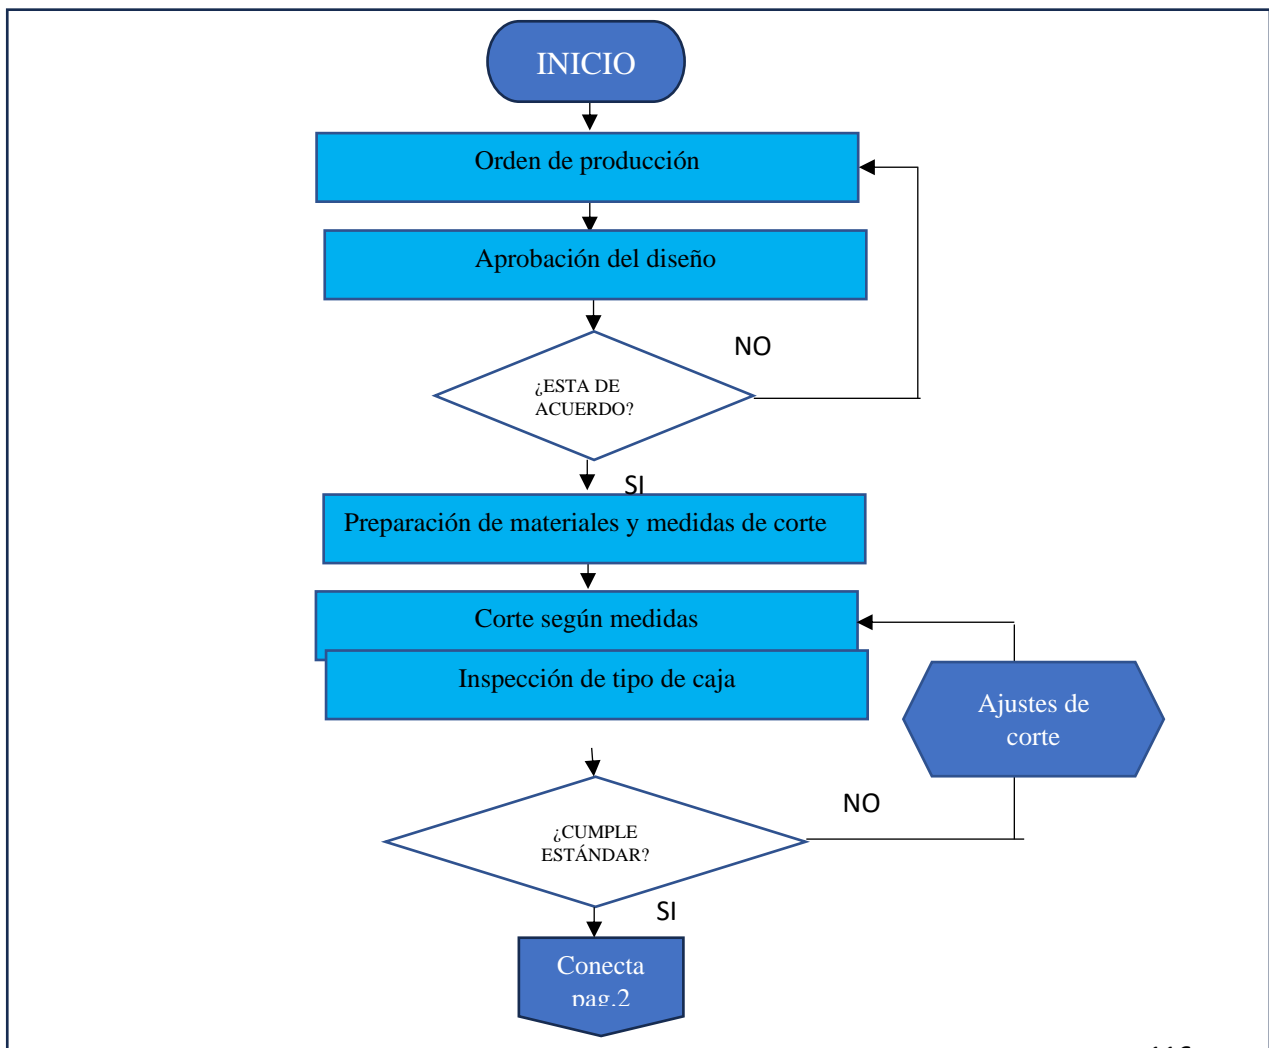 INICIO
Orden de producción
Aprobación del diseño
NO
¿ESTA DE
ACUERDO?
SI
Preparación de materiales y medidas de corte
Corte según medidas
Inspección de tipo de caja
Ajustes de
corte
NO
¿CUMPLE
ESTÁNDAR?
SI
Conecta
pag.2